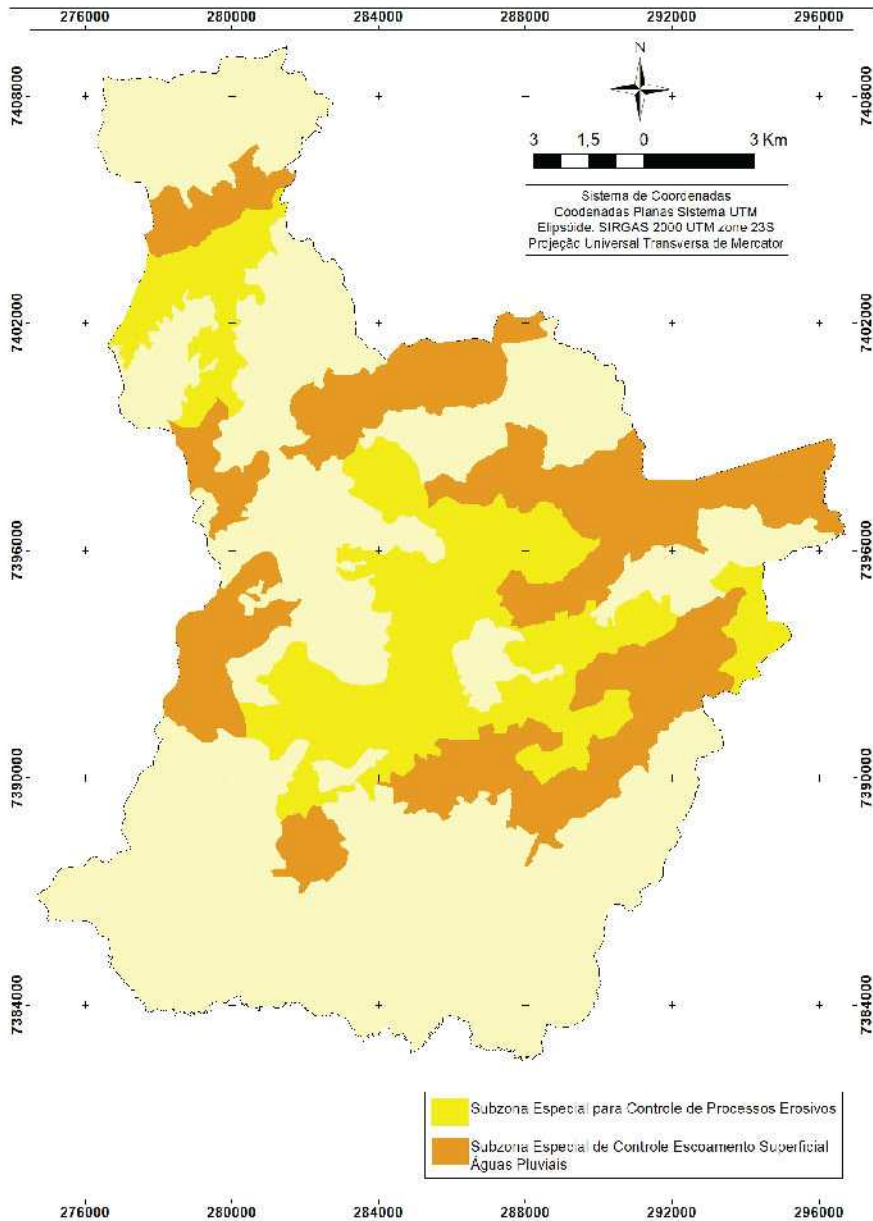 276000 280000 284000 288000 292000 296000
N
7408000 7408000
3 1,5 0 3 Km
Sistema de Coordenadas
Coodenadas Planas Sistema UTM
Elipsóide. SIRGAS 2000 UTM zone 23S
Projeção Universal Transversa de Mercator
7402000 7402000
7396000 7396000
7390000 7390000
7384000 7384000
Subzona Especial para Controle de Processos Erosivos
Subzona Especial de Controle Escoamento Superficial
Águas Pluviais
276000 280000 284000 288000 292000 296000